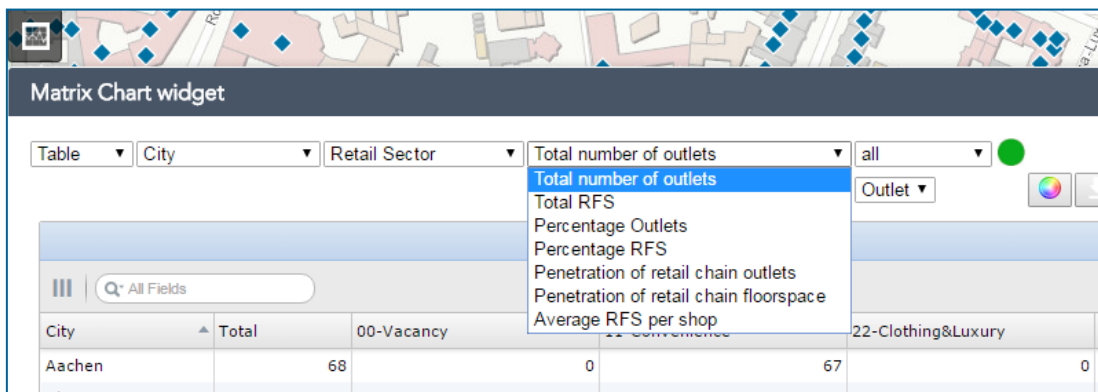 Matrix Chart widget
Table City Retail Sector Total number of outlets all
Total number of outlets Outlet
Total RFS
Percentage Outlets
Percentage RFS
Penetration of retail chain outlets
Penetration of retail chain floorspace
Average RFS per shop
All Fields
City Total 00-Vacancy 11-Convenience 22-Clothing&Luxury
Aachen 68 0 67 0